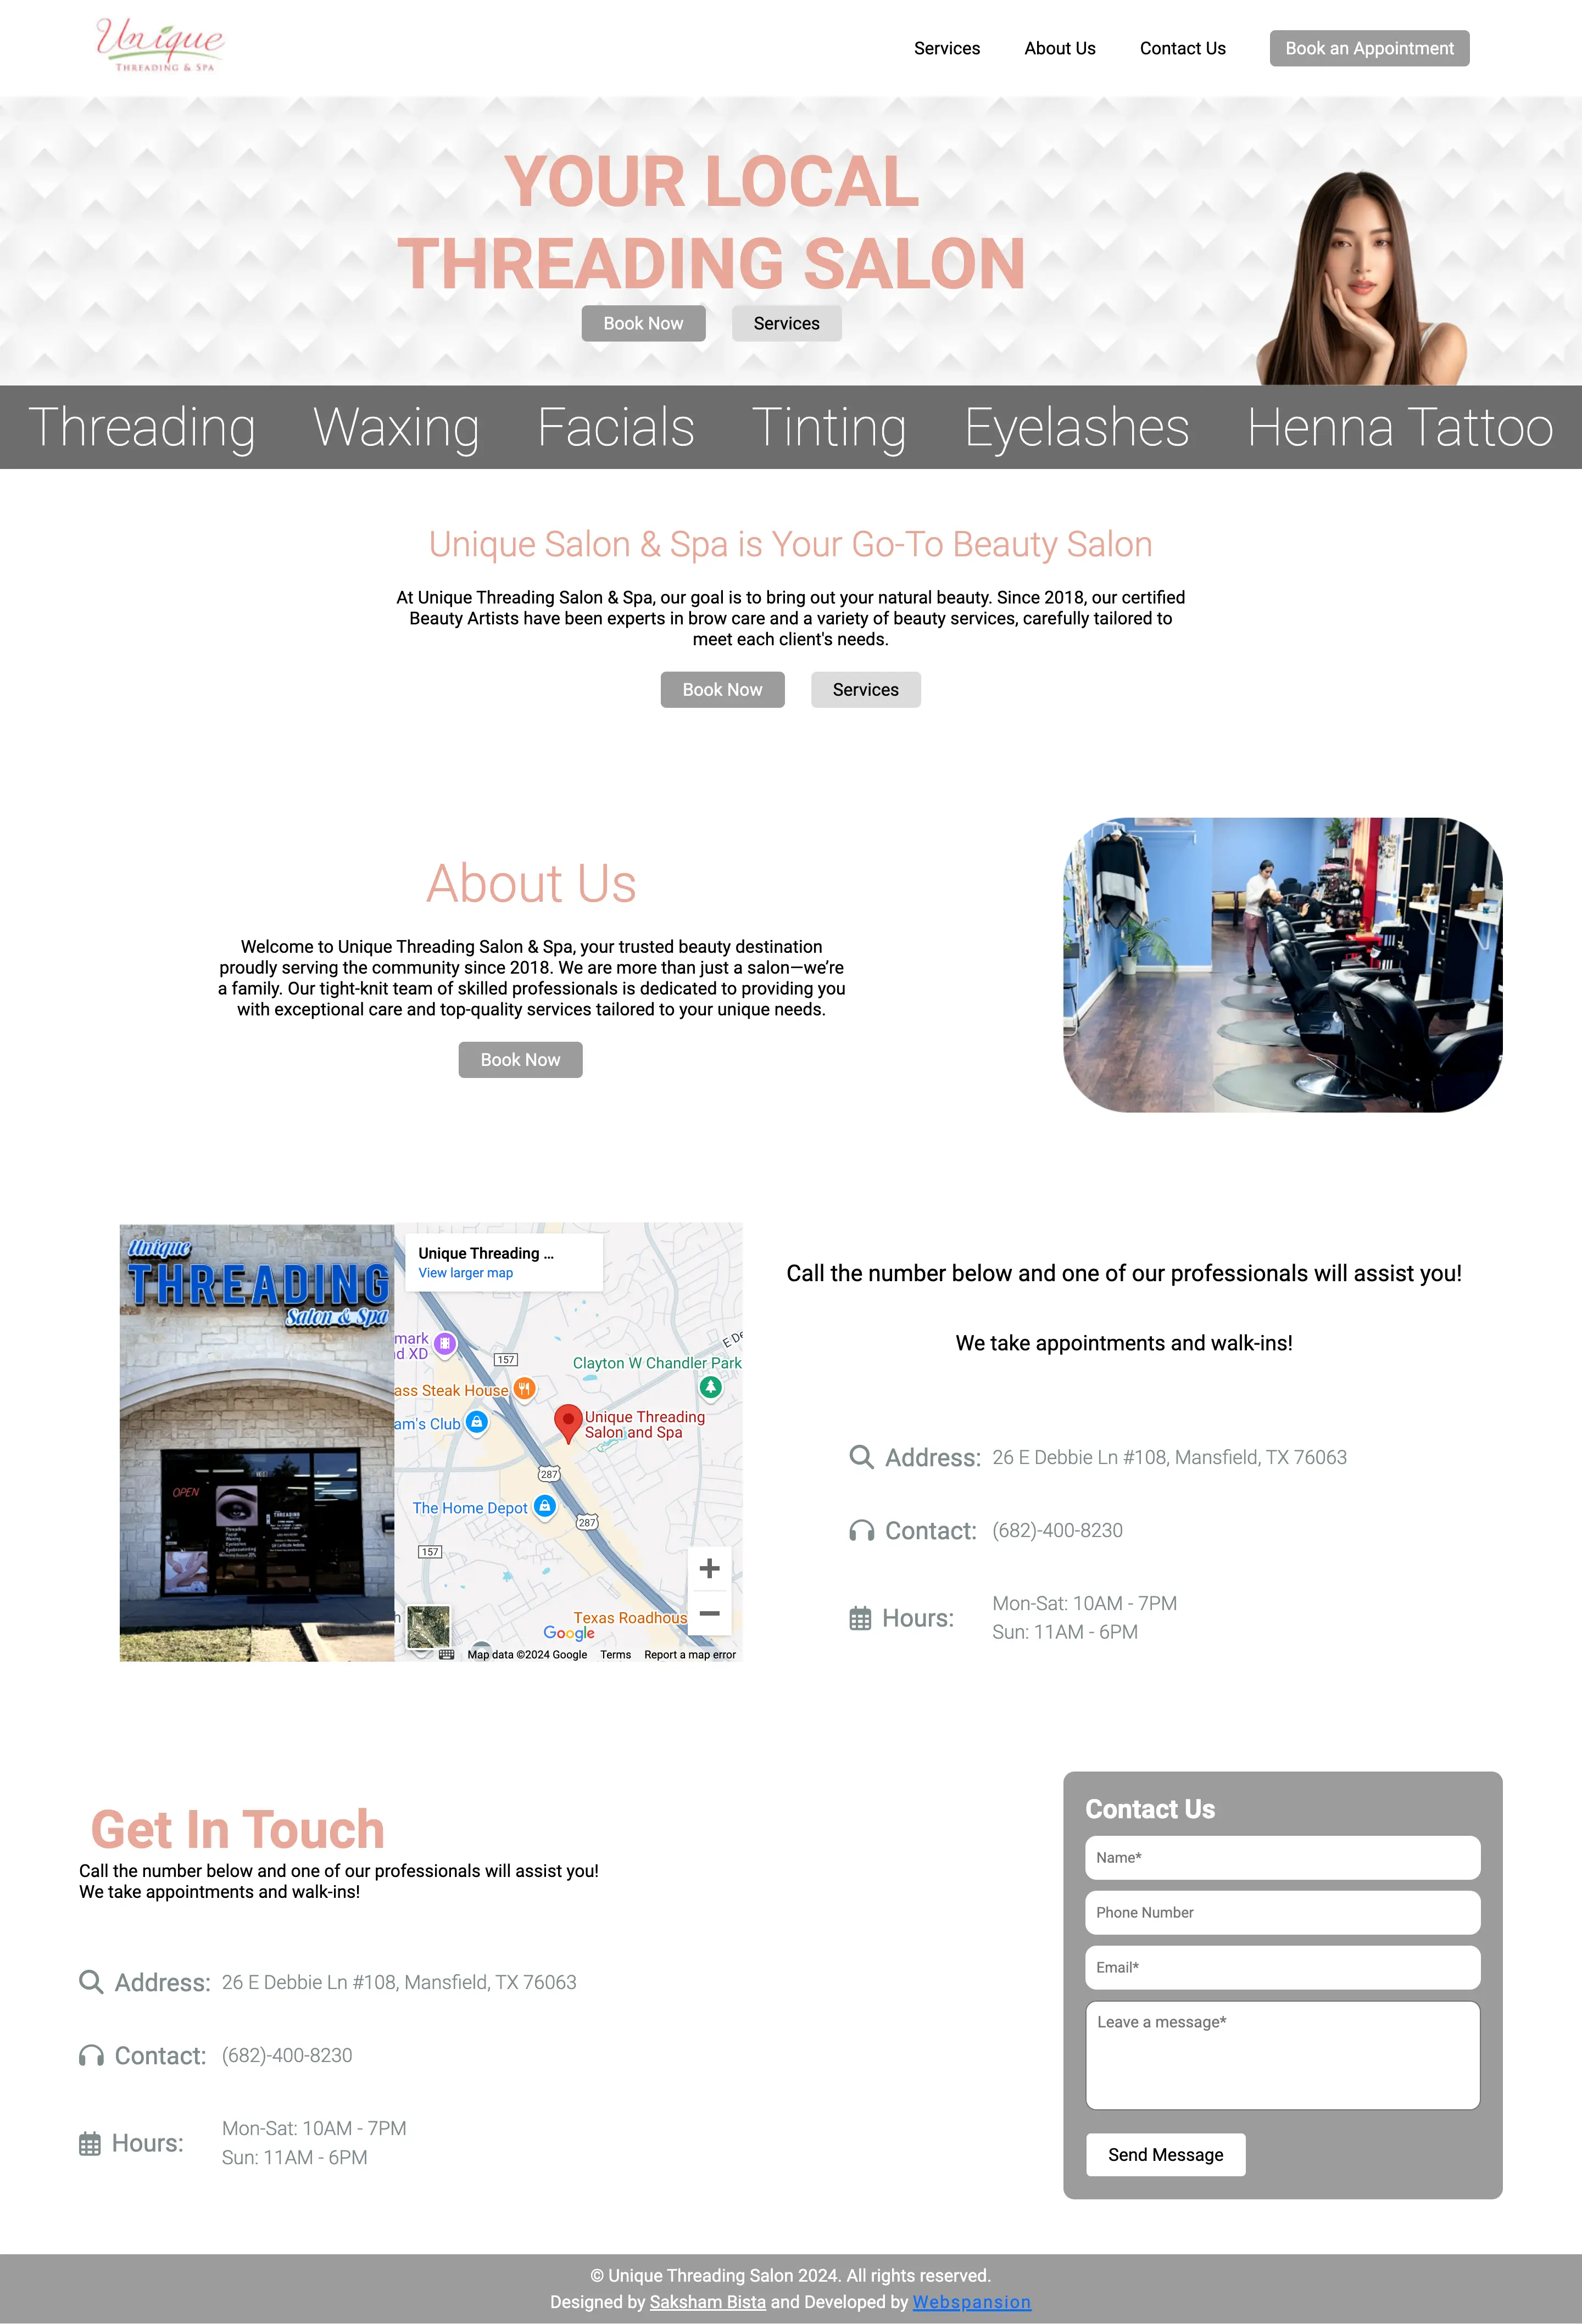 Unique
THREADING & SPA
Services
About Us
Contact Us
Book an Appointment
YOUR LOCAL
THREADING SALON
Book Now
Services
Threading
Waxing
Facials
Tinting
Eyelashes
Henna Tattoo
Unique Salon & Spa is Your Go-To Beauty Salon
At Unique Threading Salon & Spa, our goal is to bring out your natural beauty. Since 2018, our certified
Beauty Artists have been experts in brow care and a variety of beauty services, carefully tailored to
meet each client's needs.
Book Now
Services
About Us
Welcome to Unique Threading Salon & Spa, your trusted beauty destination
proudly serving the community since 2018. We are more than just a salon—we’re
a family. Our tight-knit team of skilled professionals is dedicated to providing you
with exceptional care and top-quality services tailored to your unique needs.
Book Now
Unique
THREADING
Salon & Spa
OPEN
Unique Threading ...
View larger map
mark
d XD
157
E De
Clayton W Chandler Park
ass Steak House
am's Club
Unique Threading
Salon and Spa
287
The Home Depot
287
157
Texas Roadhous
Google
Map data ©2024 Google
Terms
Report a map error
Call the number below and one of our professionals will assist you!
We take appointments and walk-ins!
Address: 26 E Debbie Ln #108, Mansfield, TX 76063
Contact: (682)-400-8230
Hours:
Mon-Sat: 10AM - 7PM
Sun: 11AM - 6PM
Get In Touch
Call the number below and one of our professionals will assist you!
We take appointments and walk-ins!
Address: 26 E Debbie Ln #108, Mansfield, TX 76063
Contact: (682)-400-8230
Hours:
Mon-Sat: 10AM - 7PM
Sun: 11AM - 6PM
Contact Us
Name*
Phone Number
Email*
Leave a message*
Send Message
© Unique Threading Salon 2024. All rights reserved.
Designed by Saksham Bista and Developed by Webspansion